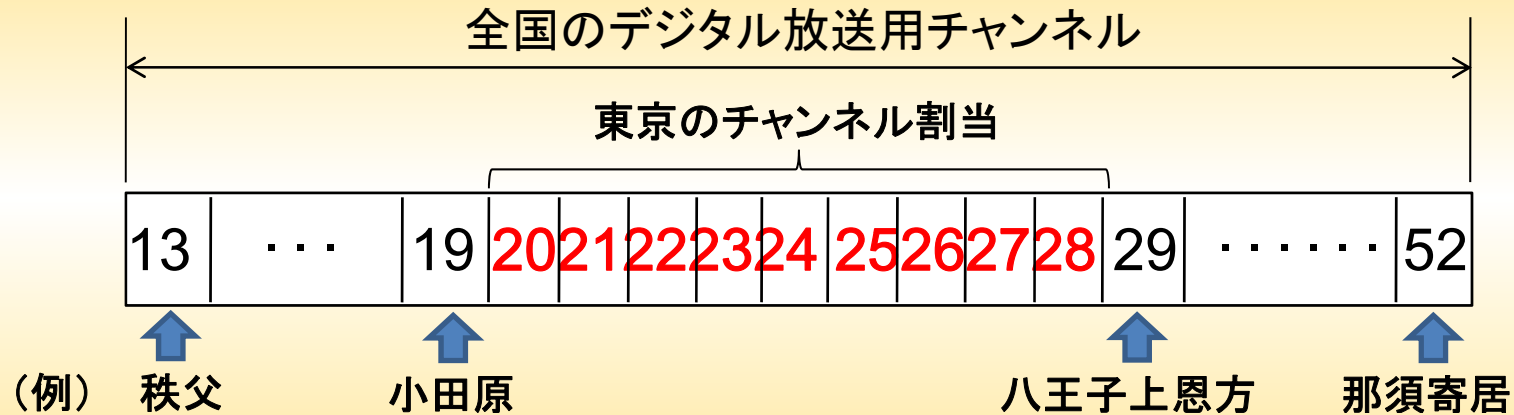 全国のデジタル放送用チャンネル
東京のチャンネル割当
13 ・・・ 19 20 21 22 23 24 25 26 27 28 29 ・・・・・・・ 52
（例） 秩父 小田原 八王子上恩方 那須寄居